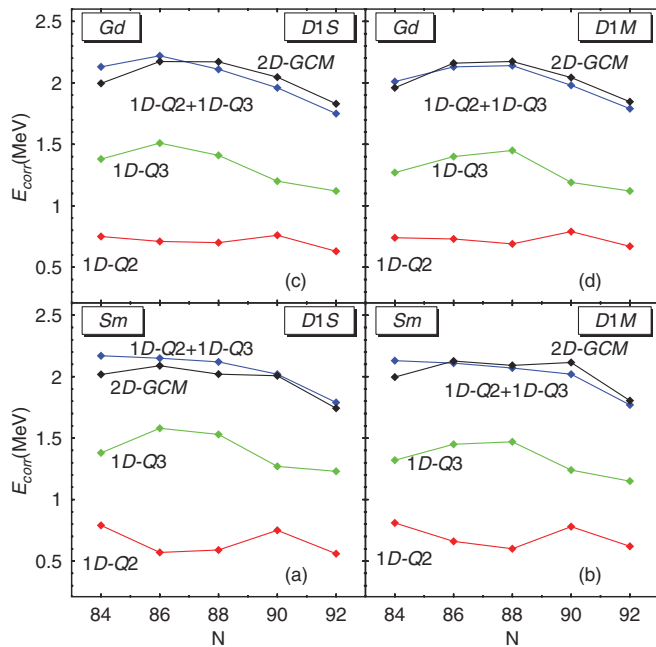 Gd
D1S
2D-GCM
1D-Q2+1D-Q3
1D-Q3
1D-Q2
(c)
Gd
D1M
2D-GCM
1D-Q2+1D-Q3
1D-Q3
1D-Q2
(d)
2.5
2
1.5
1
0.5
E_corr(MeV)
Sm
D1S
1D-Q2+1D-Q3
2D-GCM
1D-Q3
1D-Q2
(a)
Sm
D1M
2D-GCM
1D-Q2+1D-Q3
1D-Q3
1D-Q2
(b)
2.5
2
1.5
1
0.5
E_corr(MeV)
84 86 88 90 92
84 86 88 90 92
N
N